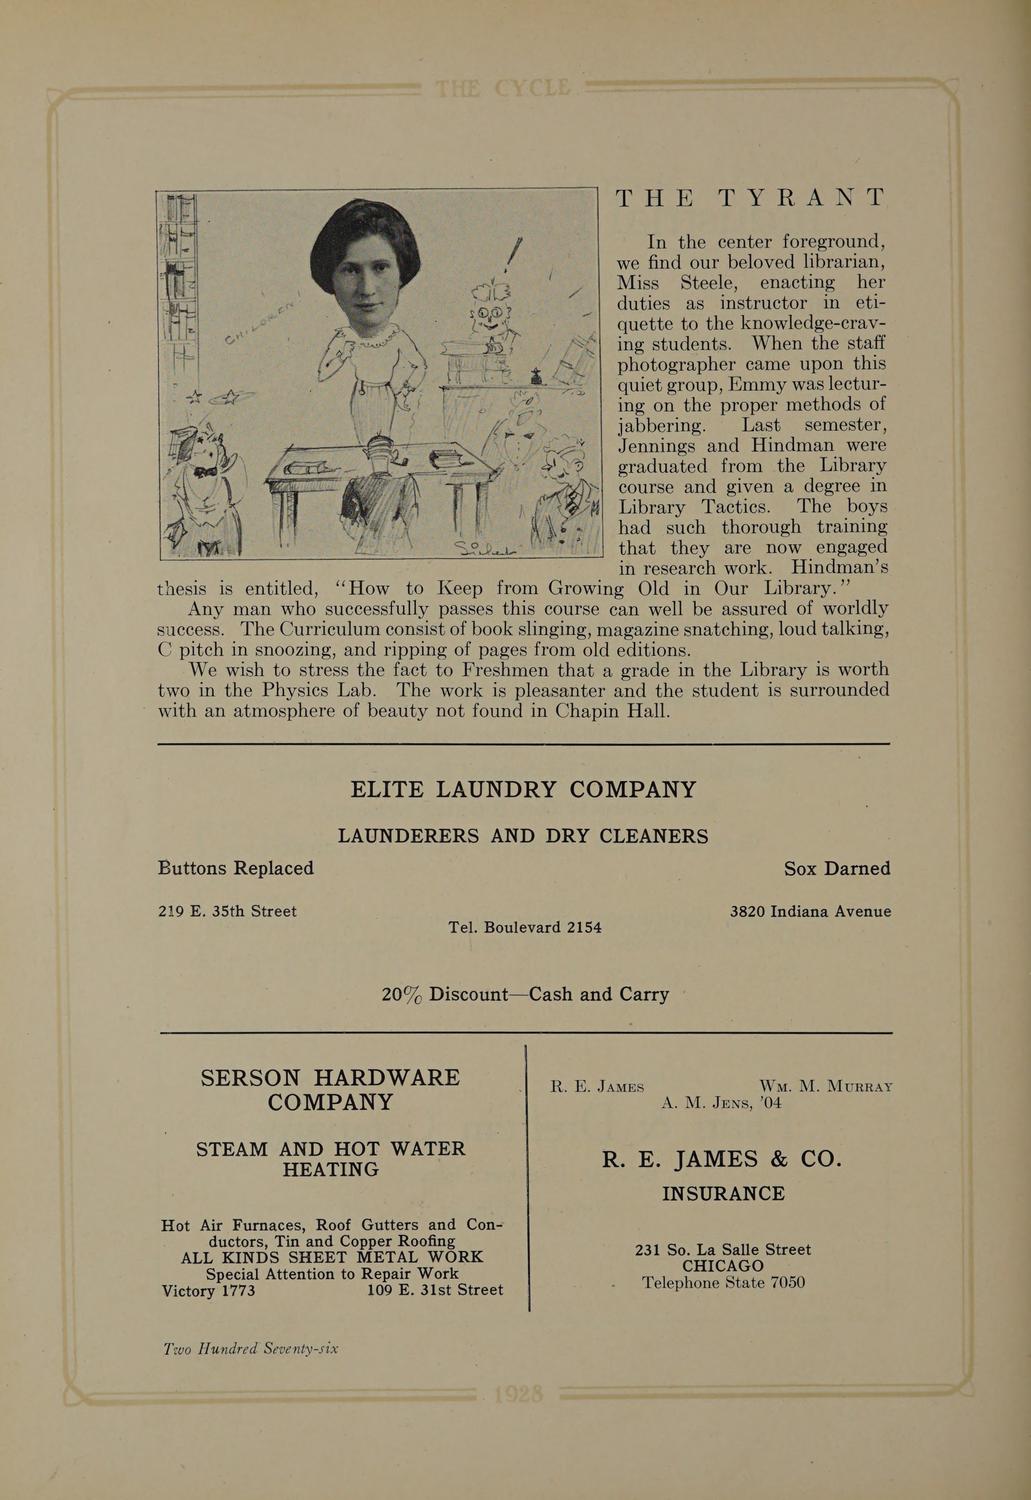 THE CYCLE
THE TYRANT
In the center foreground,
we find our beloved librarian,
Miss Steele, enacting her
duties as instructor in eti-
quette to the knowledge-crav-
ing students. When the staff
photographer came upon this
quiet group, Emmy was lectur-
ing on the proper methods of
jabbering. Last semester,
Jennings and Hindman were
graduated from the Library
course and given a degree in
Library Tactics. The boys
had such thorough training
that they are now engaged
in research work. Hindman's
thesis is entitled, “How to Keep from Growing Old in Our Library.”
Any man who successfully passes this course can well be assured of worldly
success. The Curriculum consist of book slinging, magazine snatching, loud talking,
C pitch in snoozing, and ripping of pages from old editions.
We wish to stress the fact to Freshmen that a grade in the Library is worth
two in the Physics Lab. The work is pleasanter and the student is surrounded
with an atmosphere of beauty not found in Chapin Hall.
CHILDREN
ELITE LAUNDRY COMPANY
LAUNDERERS AND DRY CLEANERS
Buttons Replaced Sox Darned
219 E. 35th Street 3820 Indiana Avenue
Tel. Boulevard 2154
20% Discount—Cash and Carry
SERSON HARDWARE
COMPANY
STEAM AND HOT WATER
HEATING
Hot Air Furnaces, Roof Gutters and Con-
ductors, Tin and Copper Roofing
ALL KINDS SHEET METAL WORK
Special Attention to Repair Work
Victory 1773 109 E. 31st Street
R. E. James Wm. M. Murray
A. M. Jens, ’04
R. E. JAMES & CO.
INSURANCE
231 So. La Salle Street
CHICAGO
Telephone State 7050
Two Hundred Seventy-six
1928